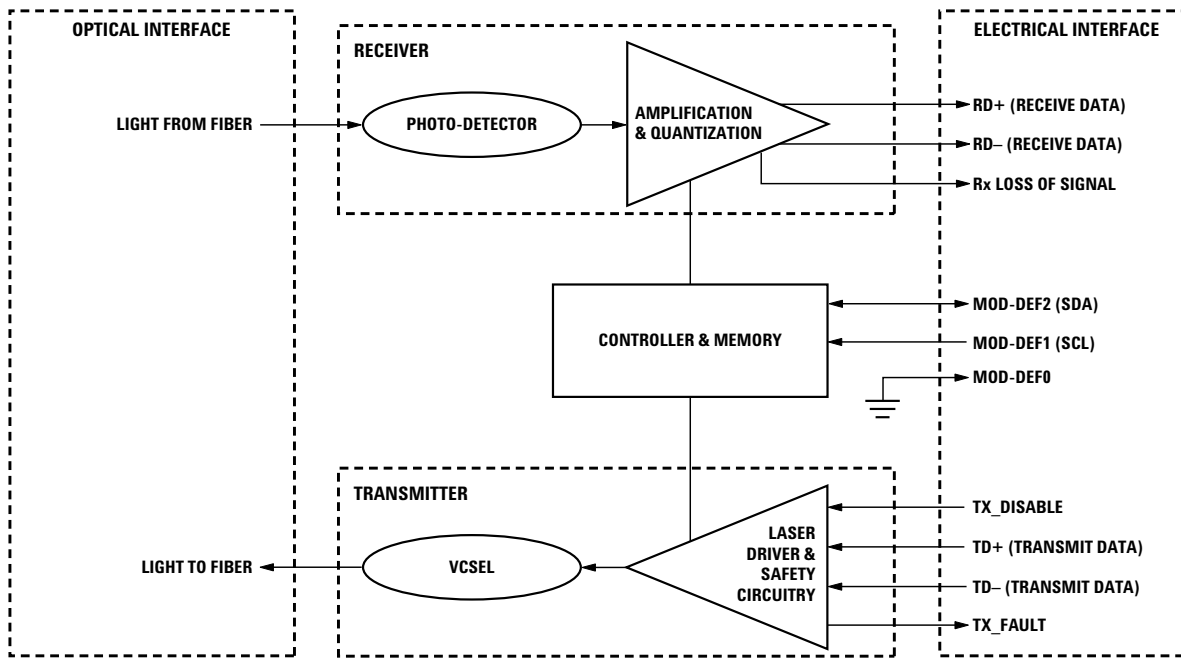 OPTICAL INTERFACE
LIGHT FROM FIBER
LIGHT TO FIBER
RECEIVER
PHOTO-DETECTOR
AMPLIFICATION
& QUANTIZATION
CONTROLLER & MEMORY
TRANSMITTER
VCSEL
LASER
DRIVER &
SAFETY
CIRCUITRY
ELECTRICAL INTERFACE
RD+ (RECEIVE DATA)
RD– (RECEIVE DATA)
Rx LOSS OF SIGNAL
MOD-DEF2 (SDA)
MOD-DEF1 (SCL)
MOD-DEF0
TX_DISABLE
TD+ (TRANSMIT DATA)
TD– (TRANSMIT DATA)
TX_FAULT